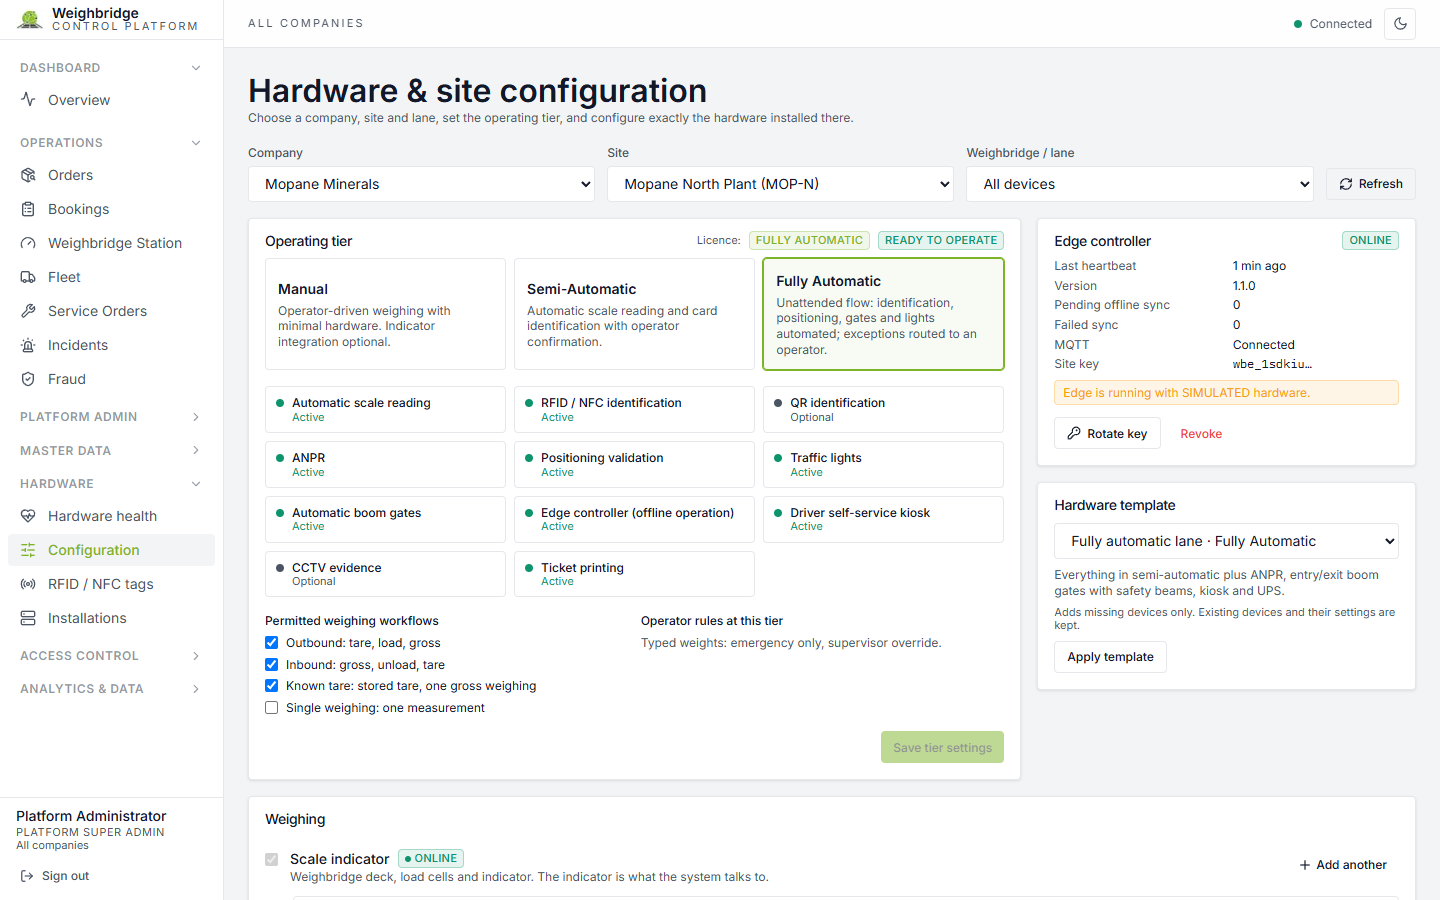 Weighbridge
CONTROL PLATFORM
DASHBOARD
Overview
OPERATIONS
Orders
Bookings
Weighbridge Station
Fleet
Service Orders
Incidents
Fraud
PLATFORM ADMIN
MASTER DATA
HARDWARE
Hardware health
Configuration
RFID / NFC tags
Installations
ACCESS CONTROL
ANALYTICS & DATA
Platform Administrator
PLATFORM SUPER ADMIN
All companies
Sign out
ALL COMPANIES
Connected
Hardware & site configuration
Choose a company, site and lane, set the operating tier, and configure exactly the hardware installed there.
Company
Mopane Minerals
Site
Mopane North Plant (MOP-N)
Weighbridge / lane
All devices
Refresh
Operating tier
Licence: FULLY AUTOMATIC READY TO OPERATE
Manual
Operator-driven weighing with
minimal hardware. Indicator
integration optional.
Semi-Automatic
Automatic scale reading and card
identification with operator
confirmation.
Fully Automatic
Unattended flow: identification,
positioning, gates and lights
automated; exceptions routed to an
operator.
Automatic scale reading
Active
RFID / NFC identification
Active
QR identification
Optional
ANPR
Active
Positioning validation
Active
Traffic lights
Active
Automatic boom gates
Active
Edge controller (offline operation)
Active
Driver self-service kiosk
Active
CCTV evidence
Optional
Ticket printing
Active
Permitted weighing workflows
Outbound: tare, load, gross
Inbound: gross, unload, tare
Known tare: stored tare, one gross weighing
Single weighing: one measurement
Operator rules at this tier
Typed weights: emergency only, supervisor override.
Save tier settings
Edge controller
ONLINE
Last heartbeat 1 min ago
Version 1.1.0
Pending offline sync 0
Failed sync 0
MQTT Connected
Site key wbe_1sdkiu…
Edge is running with SIMULATED hardware.
Rotate key
Revoke
Hardware template
Fully automatic lane · Fully Automatic
Everything in semi-automatic plus ANPR, entry/exit boom
gates with safety beams, kiosk and UPS.
Adds missing devices only. Existing devices and their settings are
kept.
Apply template
Weighing
Scale indicator ONLINE
Weighbridge deck, load cells and indicator. The indicator is what the system talks to.
Add another